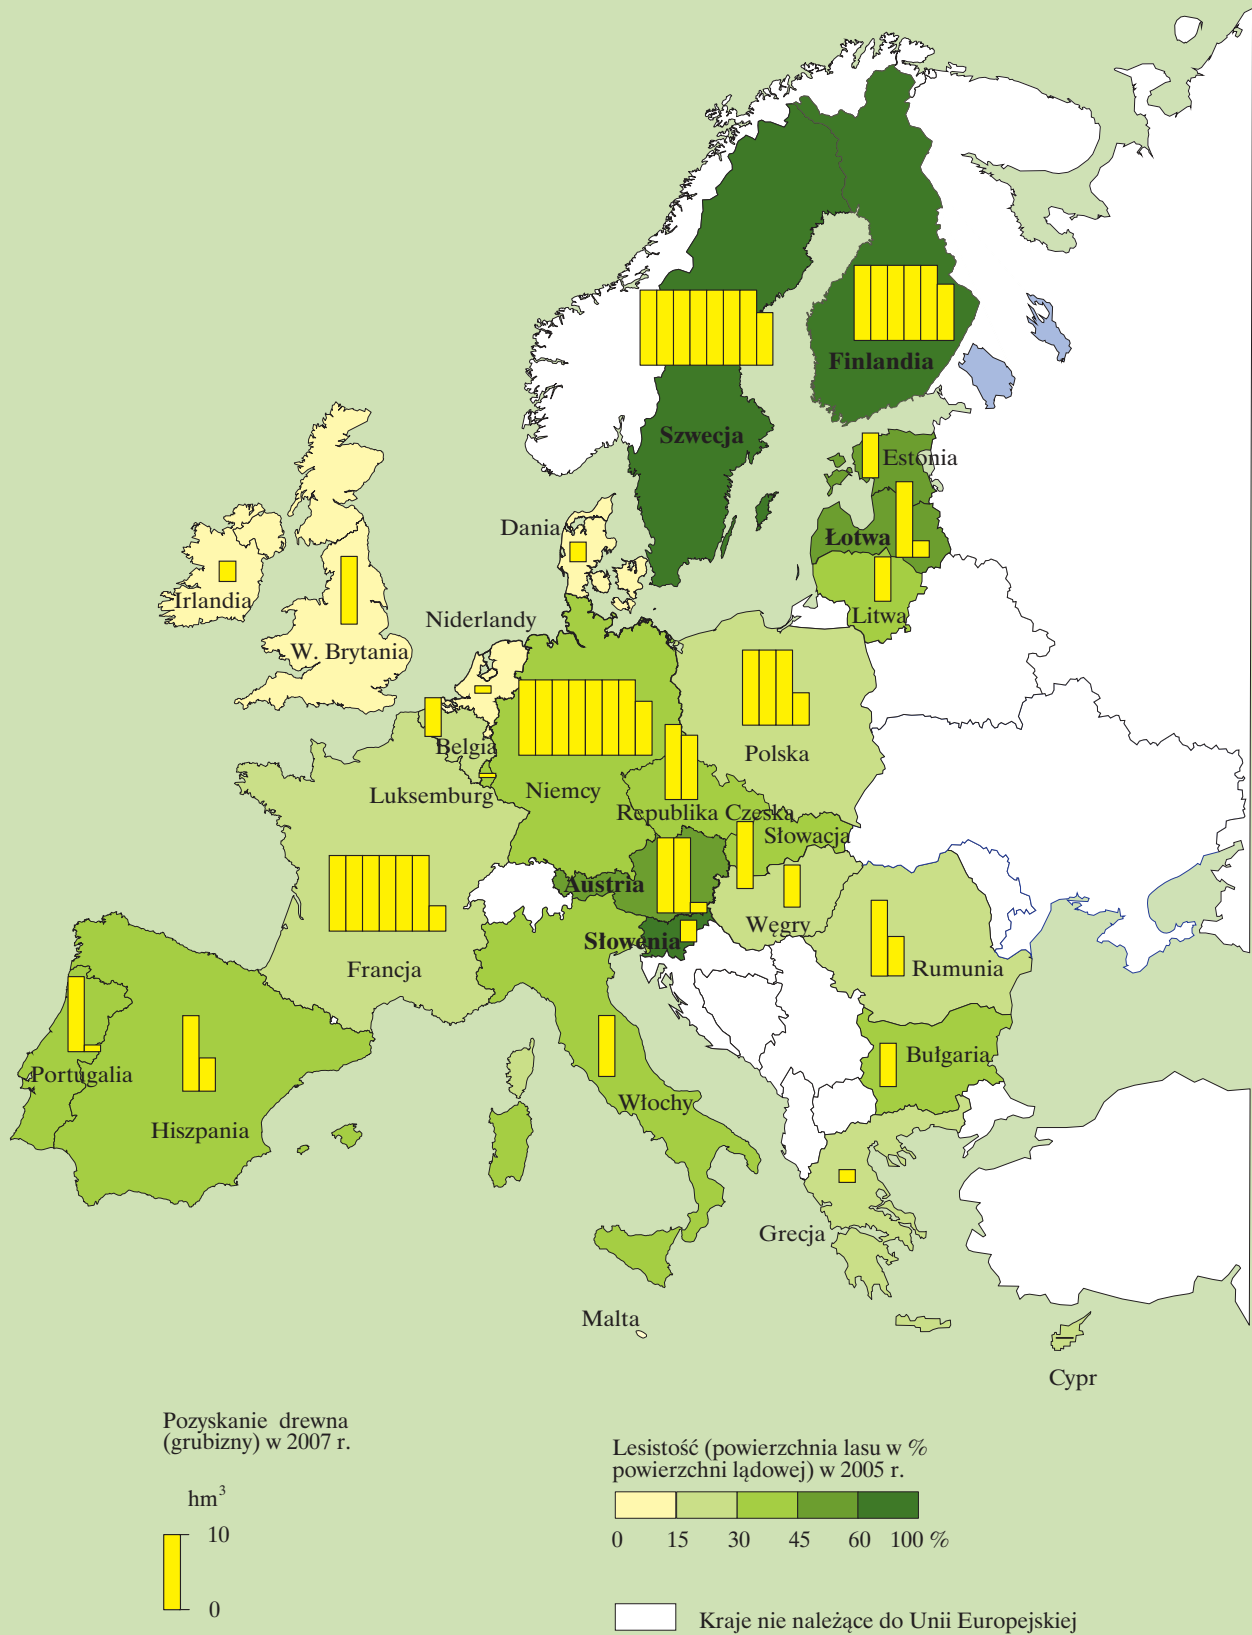 Finlandia
Szwecja
Estonia
Dania
Łotwa
Irlandia
Litwa
Niderlandy
W. Brytania
Belgia
Polska
Luksemburg
Niemcy
Republika Czeska
Słowacja
Austria
Węgry
Słowenia
Francja
Rumunia
Bułgaria
Portugalia
Włochy
Hiszpania
Grecja
Malta
Cypr
Pozyskanie drewna
(grubizny) w 2007 r.
hm³
10
0
Lesistość (powierzchnia lasu w %
powierzchni lądowej) w 2005 r.
0 15 30 45 60 100 %
Kraje nie należące do Unii Europejskiej